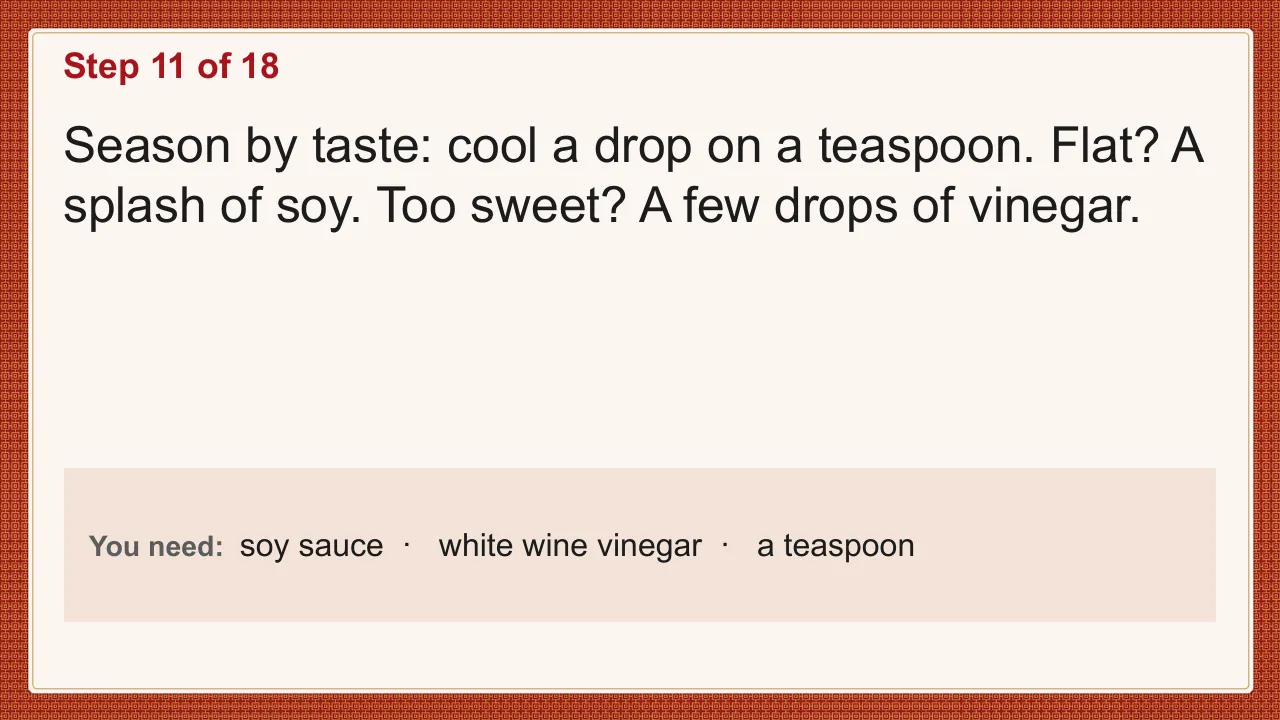 Step 11 of 18
Season by taste: cool a drop on a teaspoon. Flat? A
splash of soy. Too sweet? A few drops of vinegar.
You need: soy sauce · white wine vinegar · a teaspoon